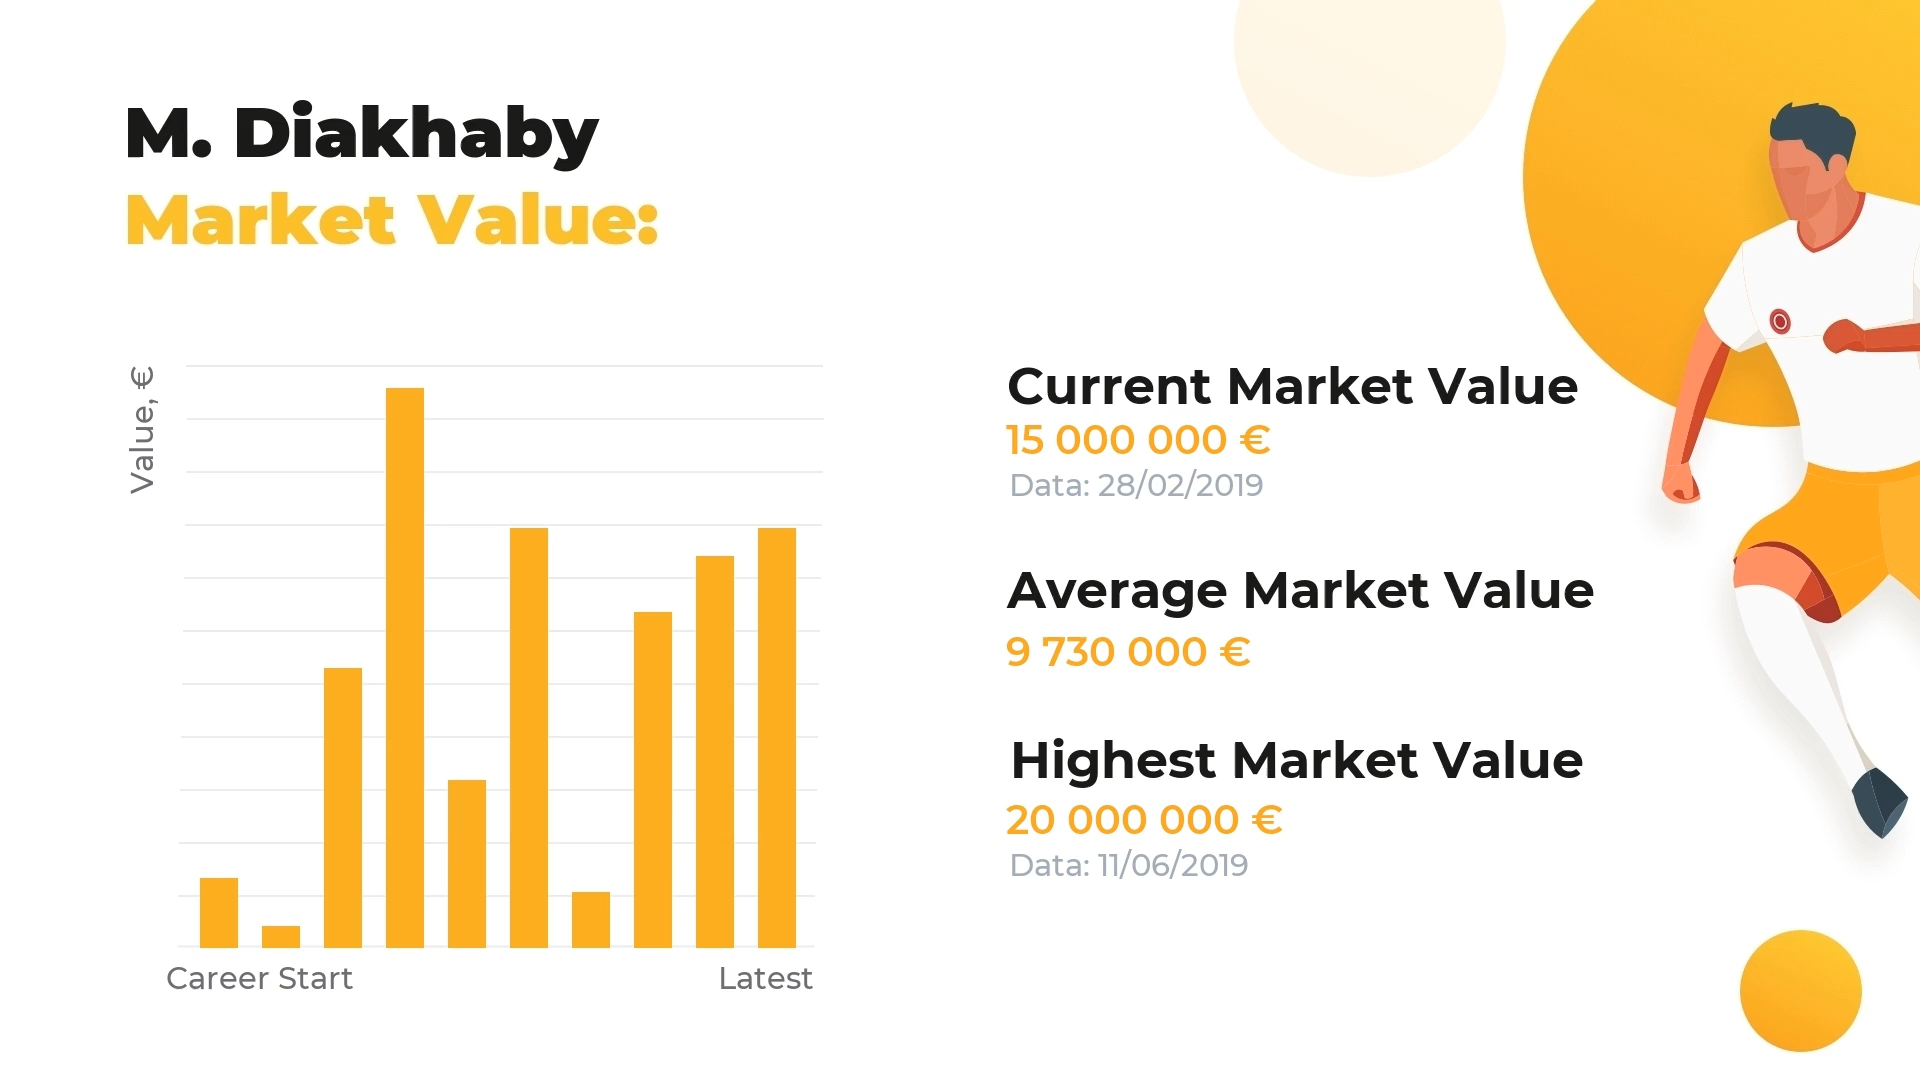 M. Diakhaby
Market Value:
Value, €
Career Start
Latest
Current Market Value
15 000 000 €
Data: 28/02/2019
Average Market Value
9 730 000 €
Highest Market Value
20 000 000 €
Data: 11/06/2019